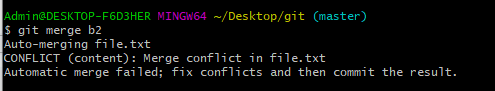 Admin@DESKTOP-F6D3HER MINGW64 ~/Desktop/git (master)
$ git merge b2
Auto-merging file.txt
CONFLICT (content): Merge conflict in file.txt
Automatic merge failed; fix conflicts and then commit the result.